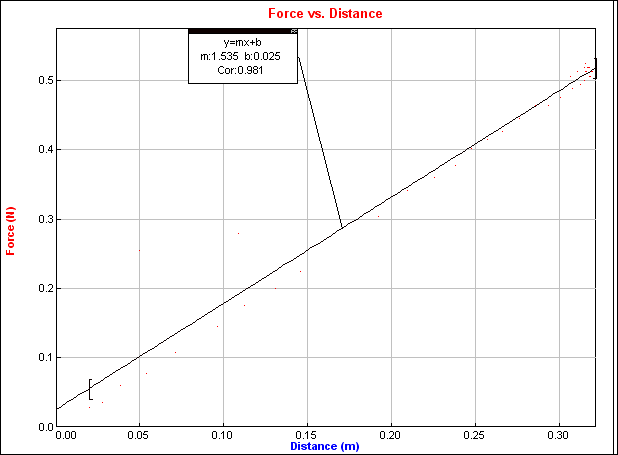 Force vs. Distance
y=mx+b
m:1.535 b:0.025
Cor:0.981
0.5
0.4
0.3
0.2
0.1
0.0
Force (N)
0.00 0.05 0.10 0.15 0.20 0.25 0.30
Distance (m)